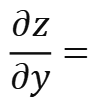 ∂z/∂y =